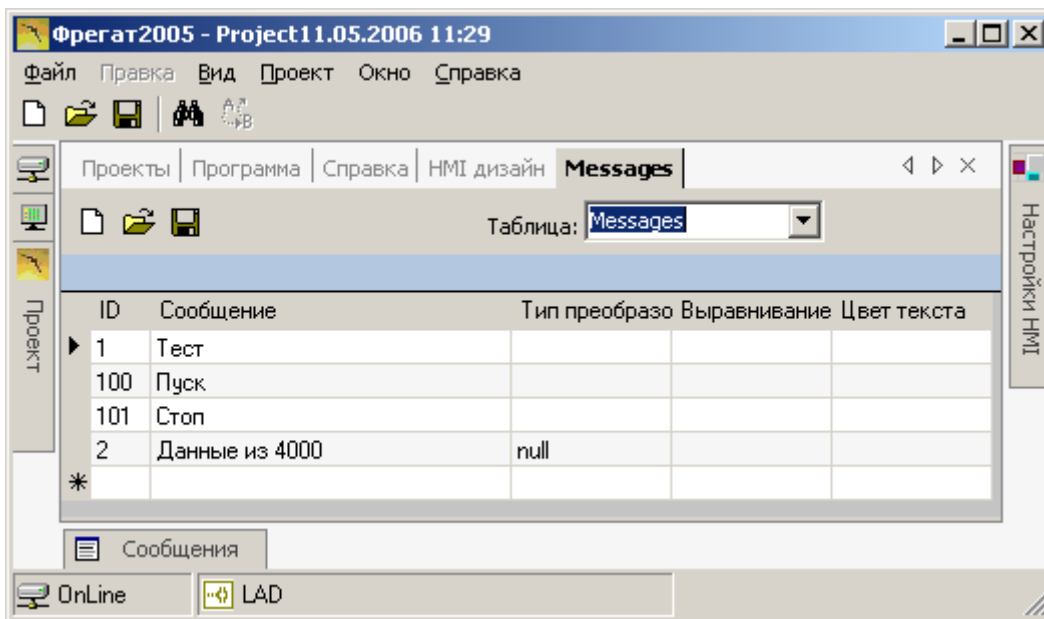 Фрегат2005 - Project11.05.2006 11:29
Файл Правка Вид Проект Окно Справка
Проекты Программа Справка HMI дизайн Messages
Таблица: Messages
ID Сообщение Тип преобразо Выравнивание Цвет текста
1 Тест
100 Пуск
101 Стоп
2 Данные из 4000 null
Проект
Настройки HMI
Сообщения
OnLine LAD